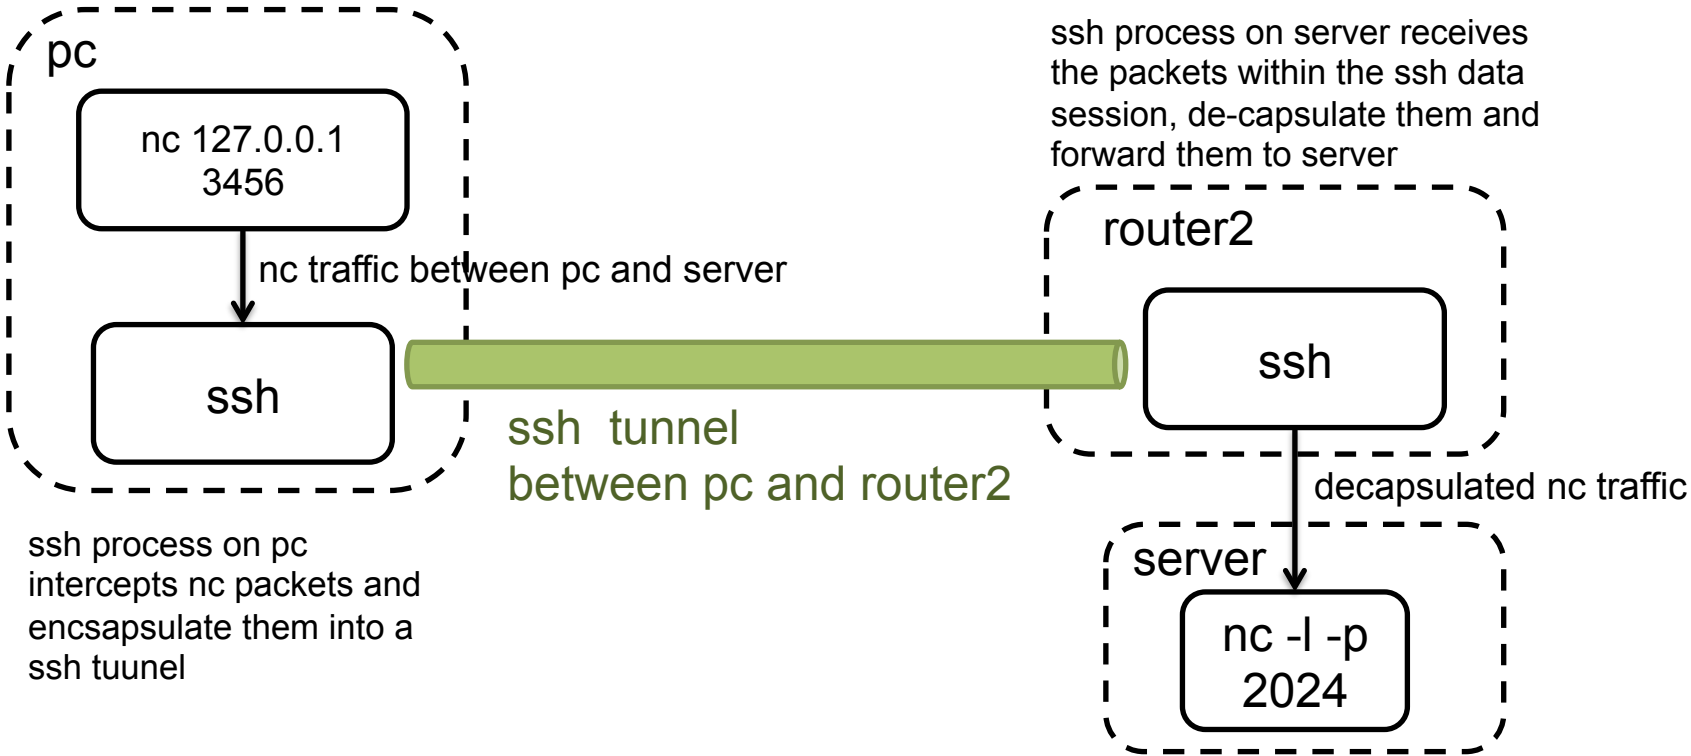 pc
nc 127.0.0.1
3456
nc traffic between pc and server
ssh
ssh process on pc
intercepts nc packets and
encsapsulate them into a
ssh tuunel
ssh tunnel
between pc and router2
ssh process on server receives
the packets within the ssh data
session, de-capsulate them and
forward them to server
router2
ssh
decapsulated nc traffic
server
nc -l -p
2024